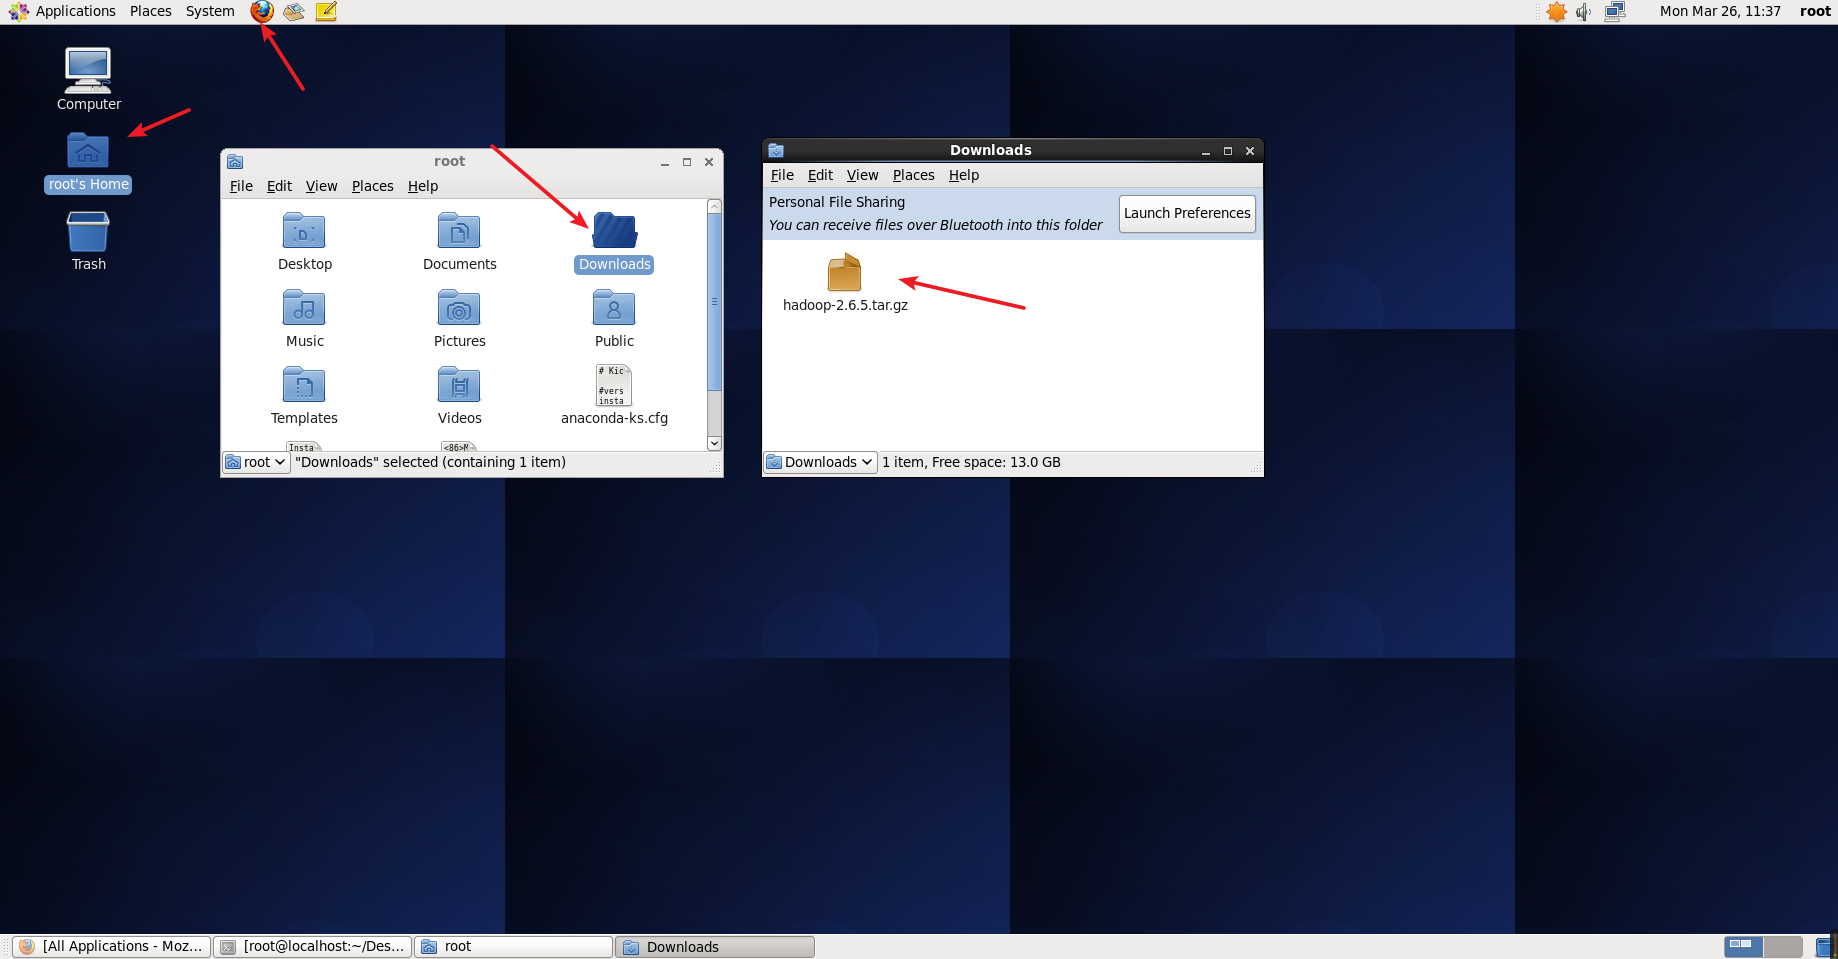 Applications Places System
Mon Mar 26, 11:37 root
Computer
root's Home
Trash
root
File Edit View Places Help
Desktop Documents Downloads
Music Pictures Public
# Kic
#vers
insta
Templates Videos anaconda-ks.cfg
Insta <86>M
root "Downloads" selected (containing 1 item)
Downloads
File Edit View Places Help
Personal File Sharing
You can receive files over Bluetooth into this folder
Launch Preferences
hadoop-2.6.5.tar.gz
Downloads 1 item, Free space: 13.0 GB
[All Applications - Moz... [root@localhost:~/Des... root Downloads